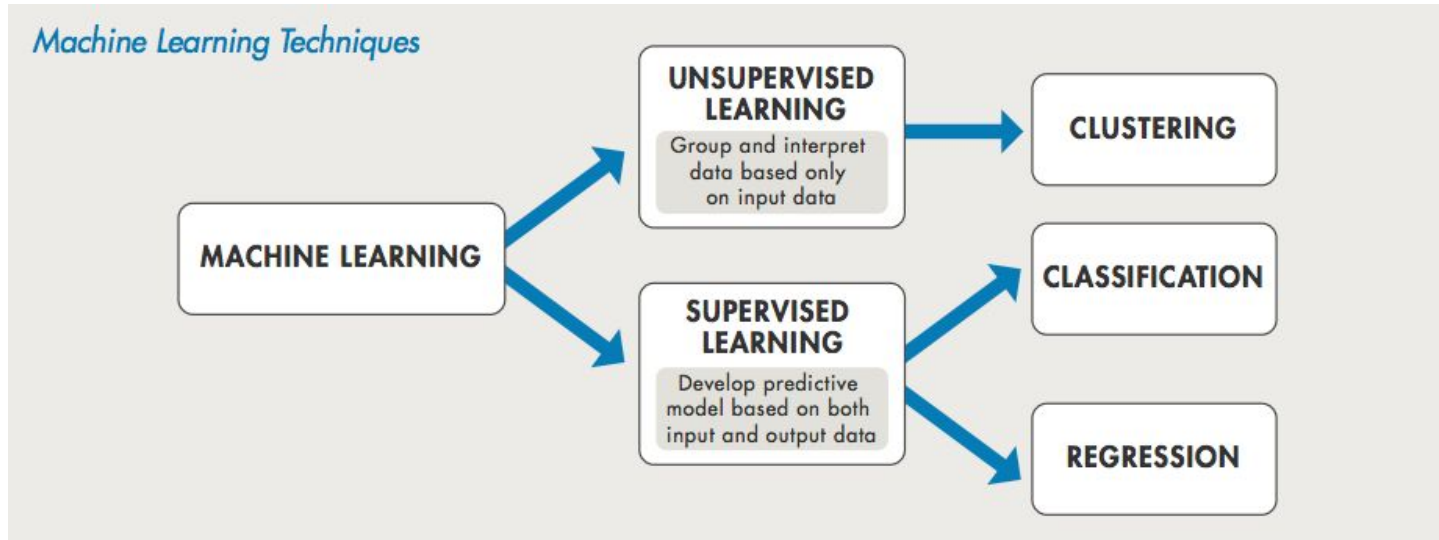 Machine Learning Techniques
MACHINE LEARNING
UNSUPERVISED
LEARNING
Group and interpret
data based only
on input data
SUPERVISED
LEARNING
Develop predictive
model based on both
input and output data
CLUSTERING
CLASSIFICATION
REGRESSION